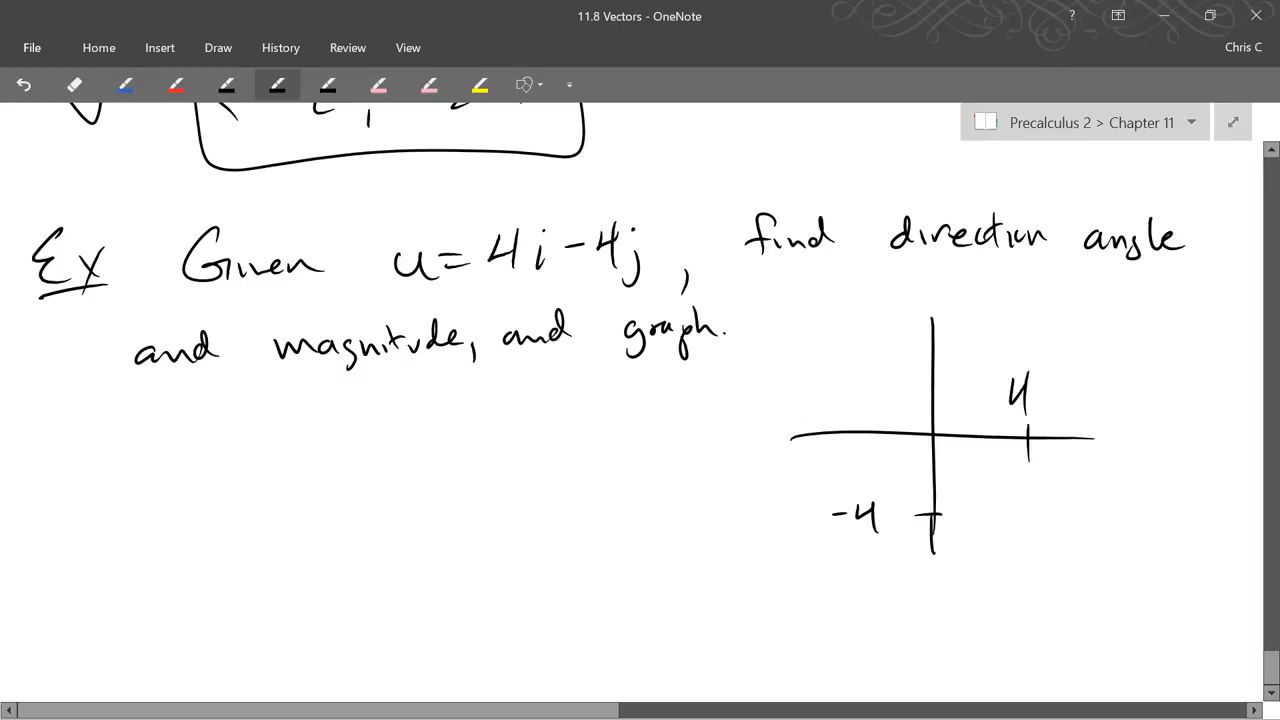 11.8 Vectors - OneNote
?
File Home Insert Draw History Review View
Chris C
Precalculus 2 > Chapter 11
Ex Given u = 4i - 4j , find direction angle
and magnitude, and graph.
4
-4